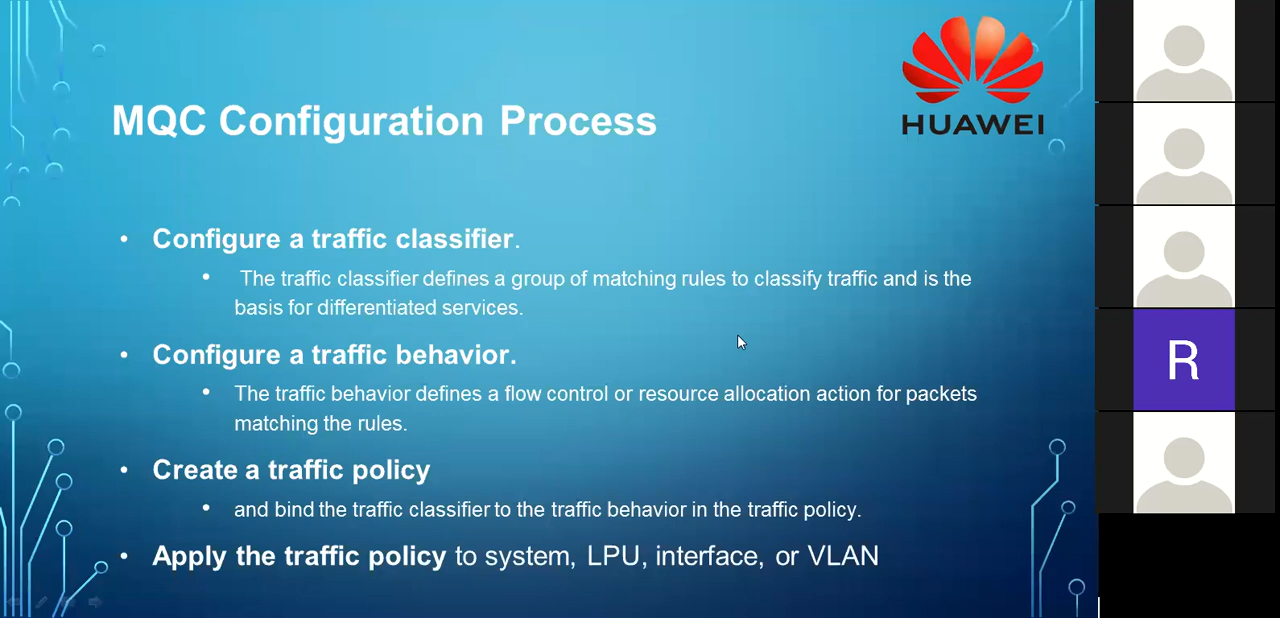 HUAWEI
MQC Configuration Process
• Configure a traffic classifier.
• The traffic classifier defines a group of matching rules to classify traffic and is the
basis for differentiated services.
• Configure a traffic behavior.
• The traffic behavior defines a flow control or resource allocation action for packets
matching the rules.
• Create a traffic policy
• and bind the traffic classifier to the traffic behavior in the traffic policy.
• Apply the traffic policy to system, LPU, interface, or VLAN
R